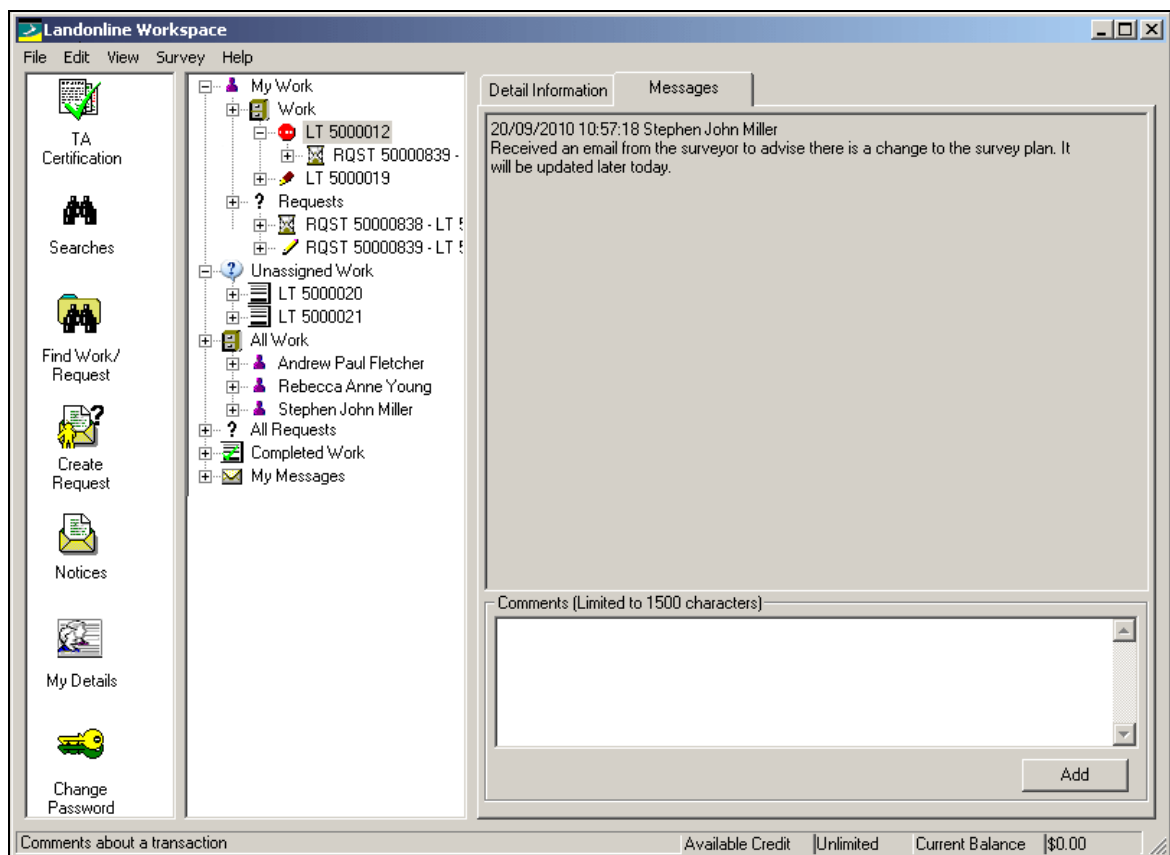 Landonline Workspace
File Edit View Survey Help
TA
Certification
Searches
Find Work/
Request
Create
Request
Notices
My Details
Change
Password
My Work
Work
LT 5000012
RQST 50000839 -
LT 5000019
? Requests
RQST 50000838 - LT 5
RQST 50000839 - LT 5
Unassigned Work
LT 5000020
LT 5000021
All Work
Andrew Paul Fletcher
Rebecca Anne Young
Stephen John Miller
? All Requests
Completed Work
My Messages
Detail Information Messages
20/09/2010 10:57:18 Stephen John Miller
Received an email from the surveyor to advise there is a change to the survey plan. It
will be updated later today.
Comments (Limited to 1500 characters)
Add
Comments about a transaction Available Credit Unlimited Current Balance $0.00